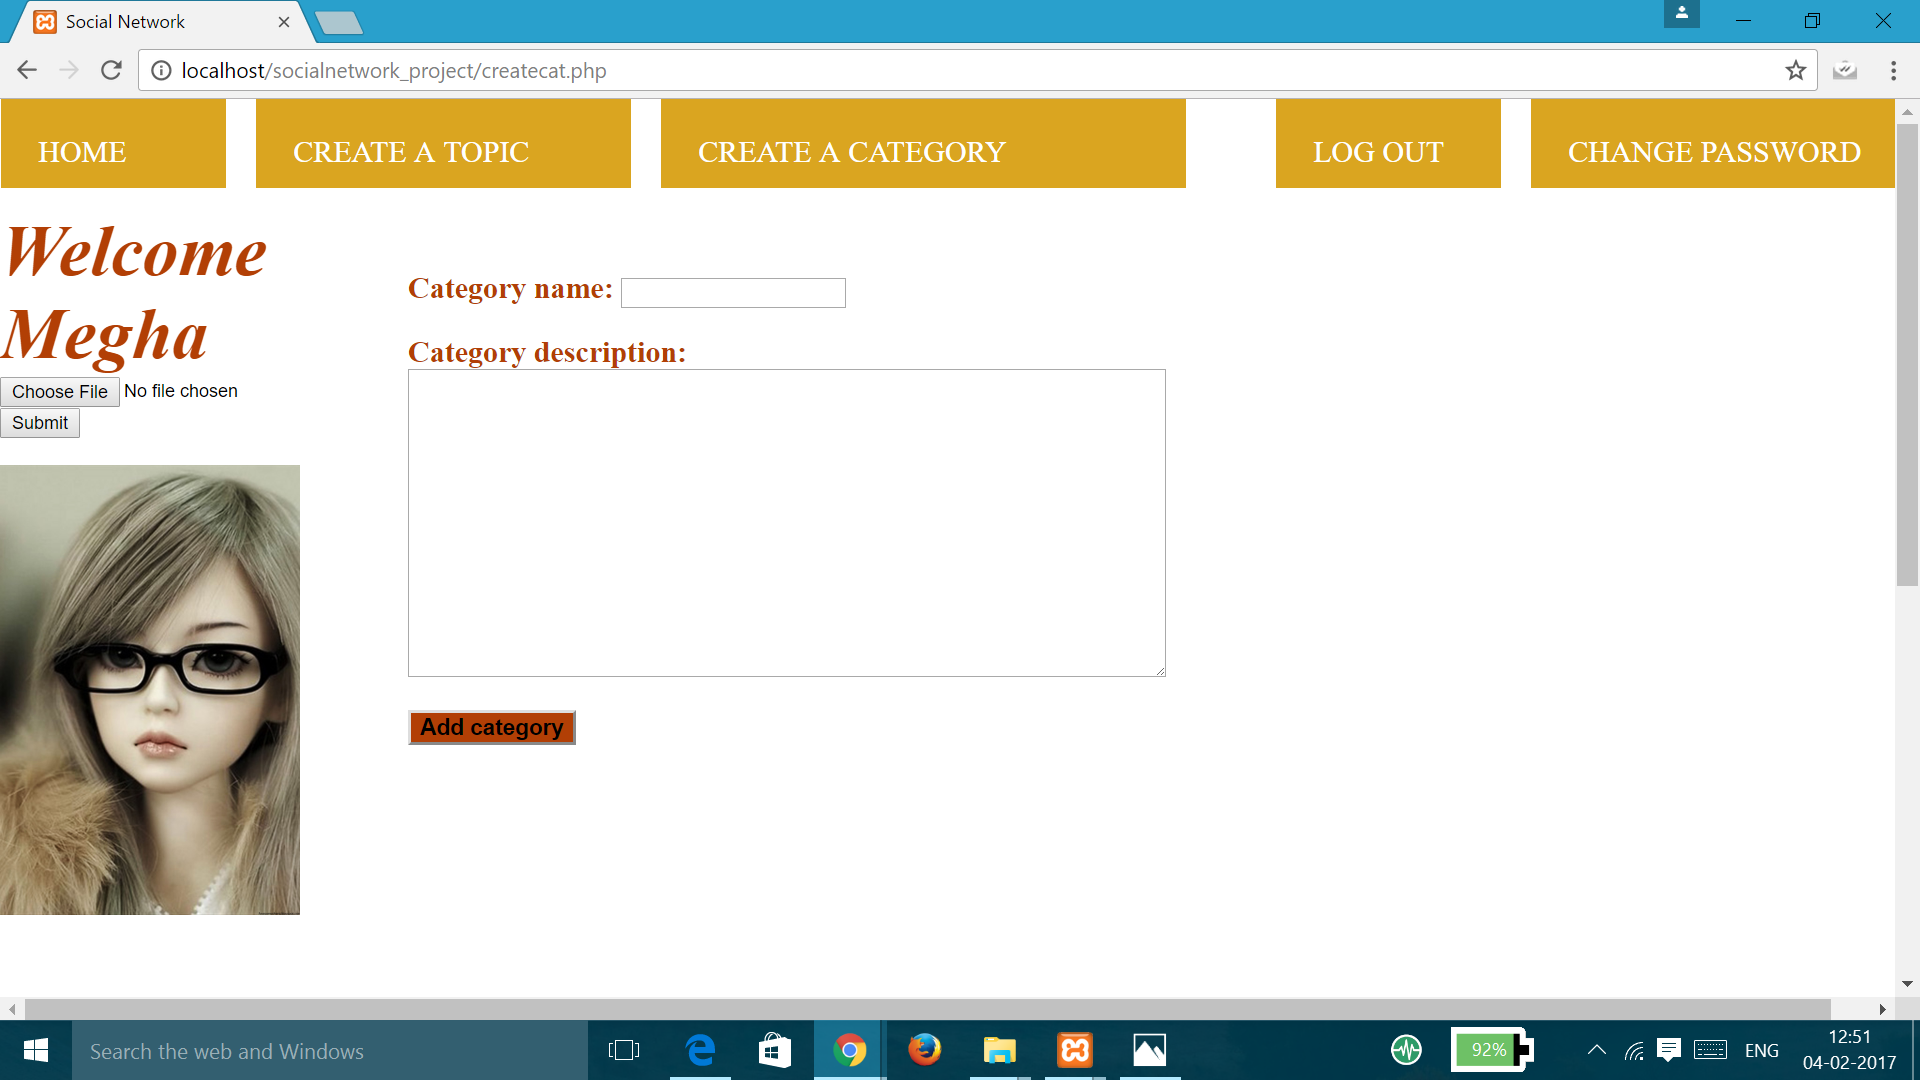 Social Network
localhost/socialnetwork_project/createcat.php
HOME CREATE A TOPIC CREATE A CATEGORY LOG OUT CHANGE PASSWORD
Welcome
Megha
Choose File No file chosen
Submit
Category name:
Category description:
Add category
Search the web and Windows
92%
ENG
12:51
04-02-2017